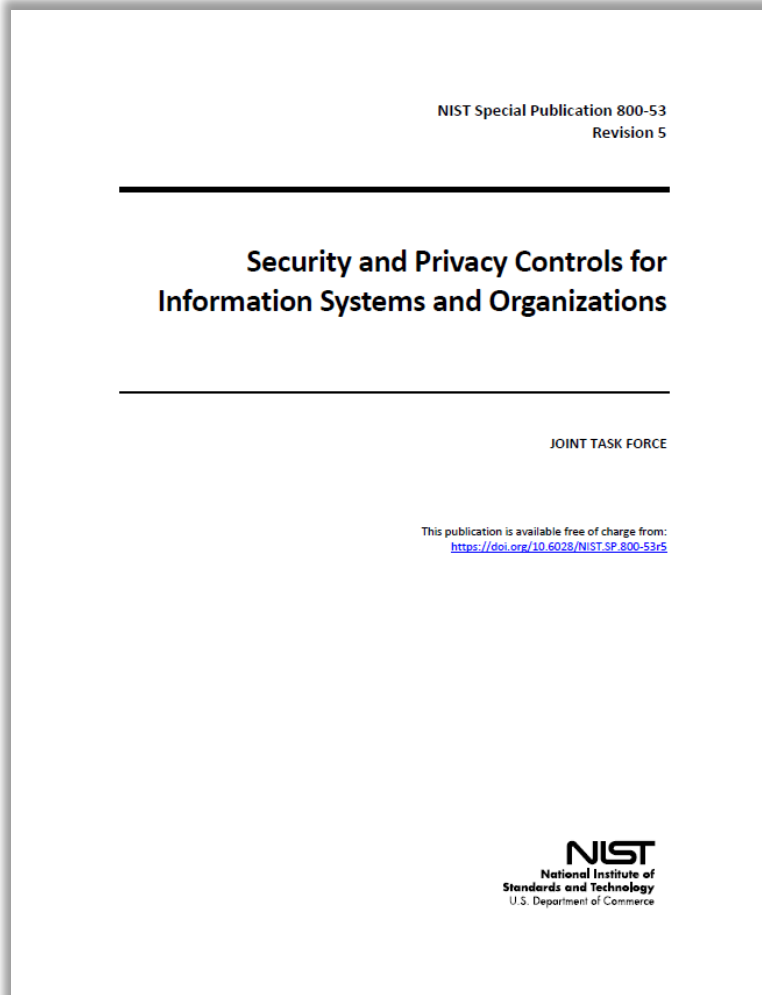 NIST Special Publication 800-53
Revision 5
Security and Privacy Controls for
Information Systems and Organizations
JOINT TASK FORCE
This publication is available free of charge from:
https://doi.org/10.6028/NIST.SP.800-53r5
NIST
National Institute of
Standards and Technology
U.S. Department of Commerce